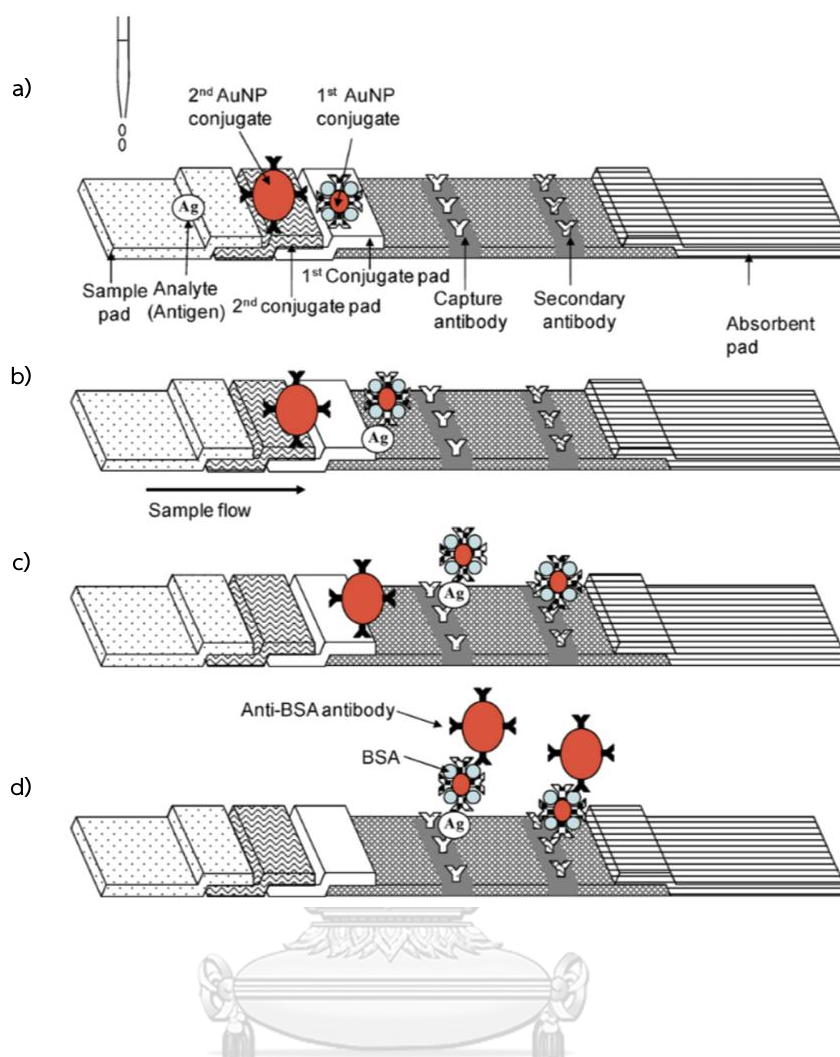 a)
2nd AuNP
conjugate
1st AuNP
conjugate
Ag
Sample
pad
Analyte
(Antigen)
2nd conjugate pad
1st Conjugate pad
Capture
antibody
Secondary
antibody
Absorbent
pad
b)
Ag
Sample flow
c)
Ag
Anti-BSA antibody
BSA
d)
Ag